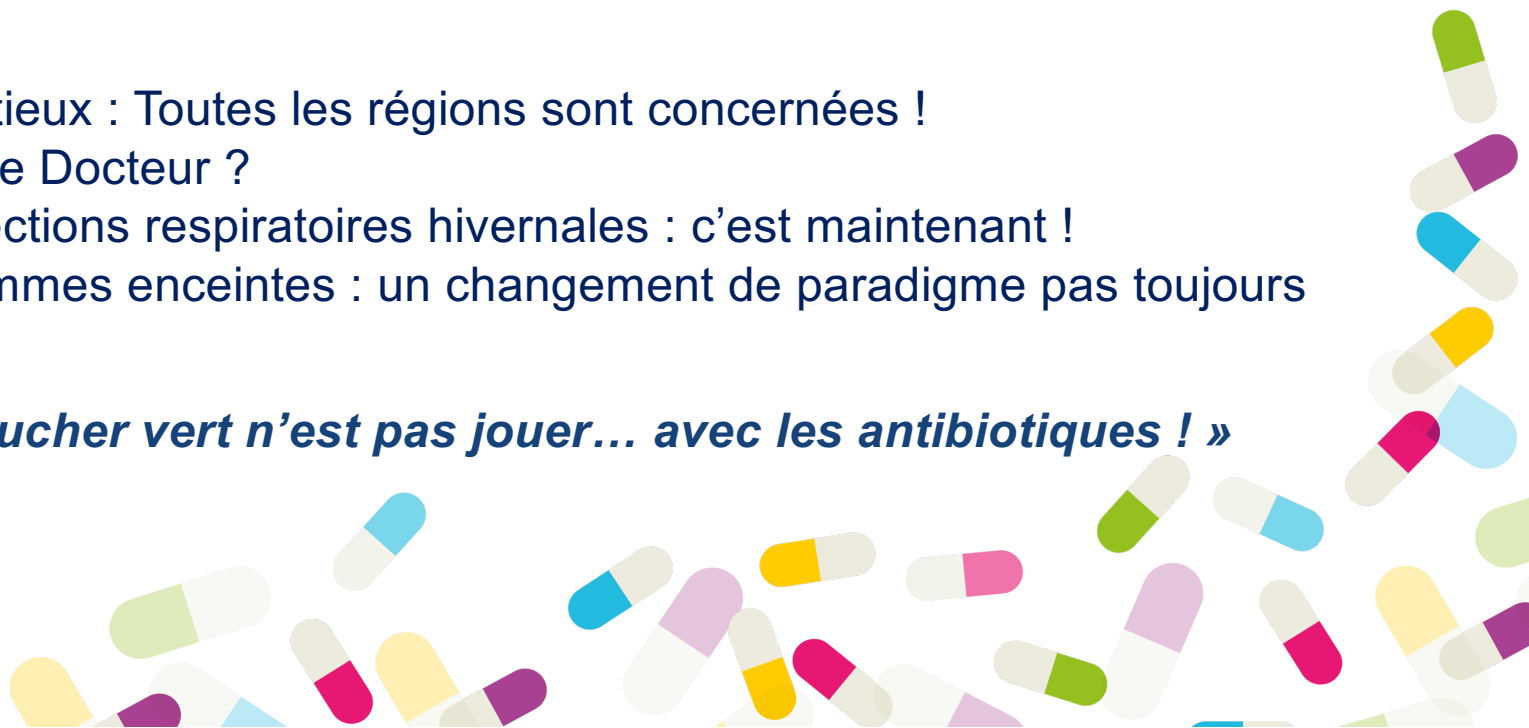 tieux : Toutes les régions sont concernées !
e Docteur ?
ections respiratoires hivernales : c’est maintenant !
mmes enceintes : un changement de paradigme pas toujours
ucher vert n’est pas jouer… avec les antibiotiques ! »